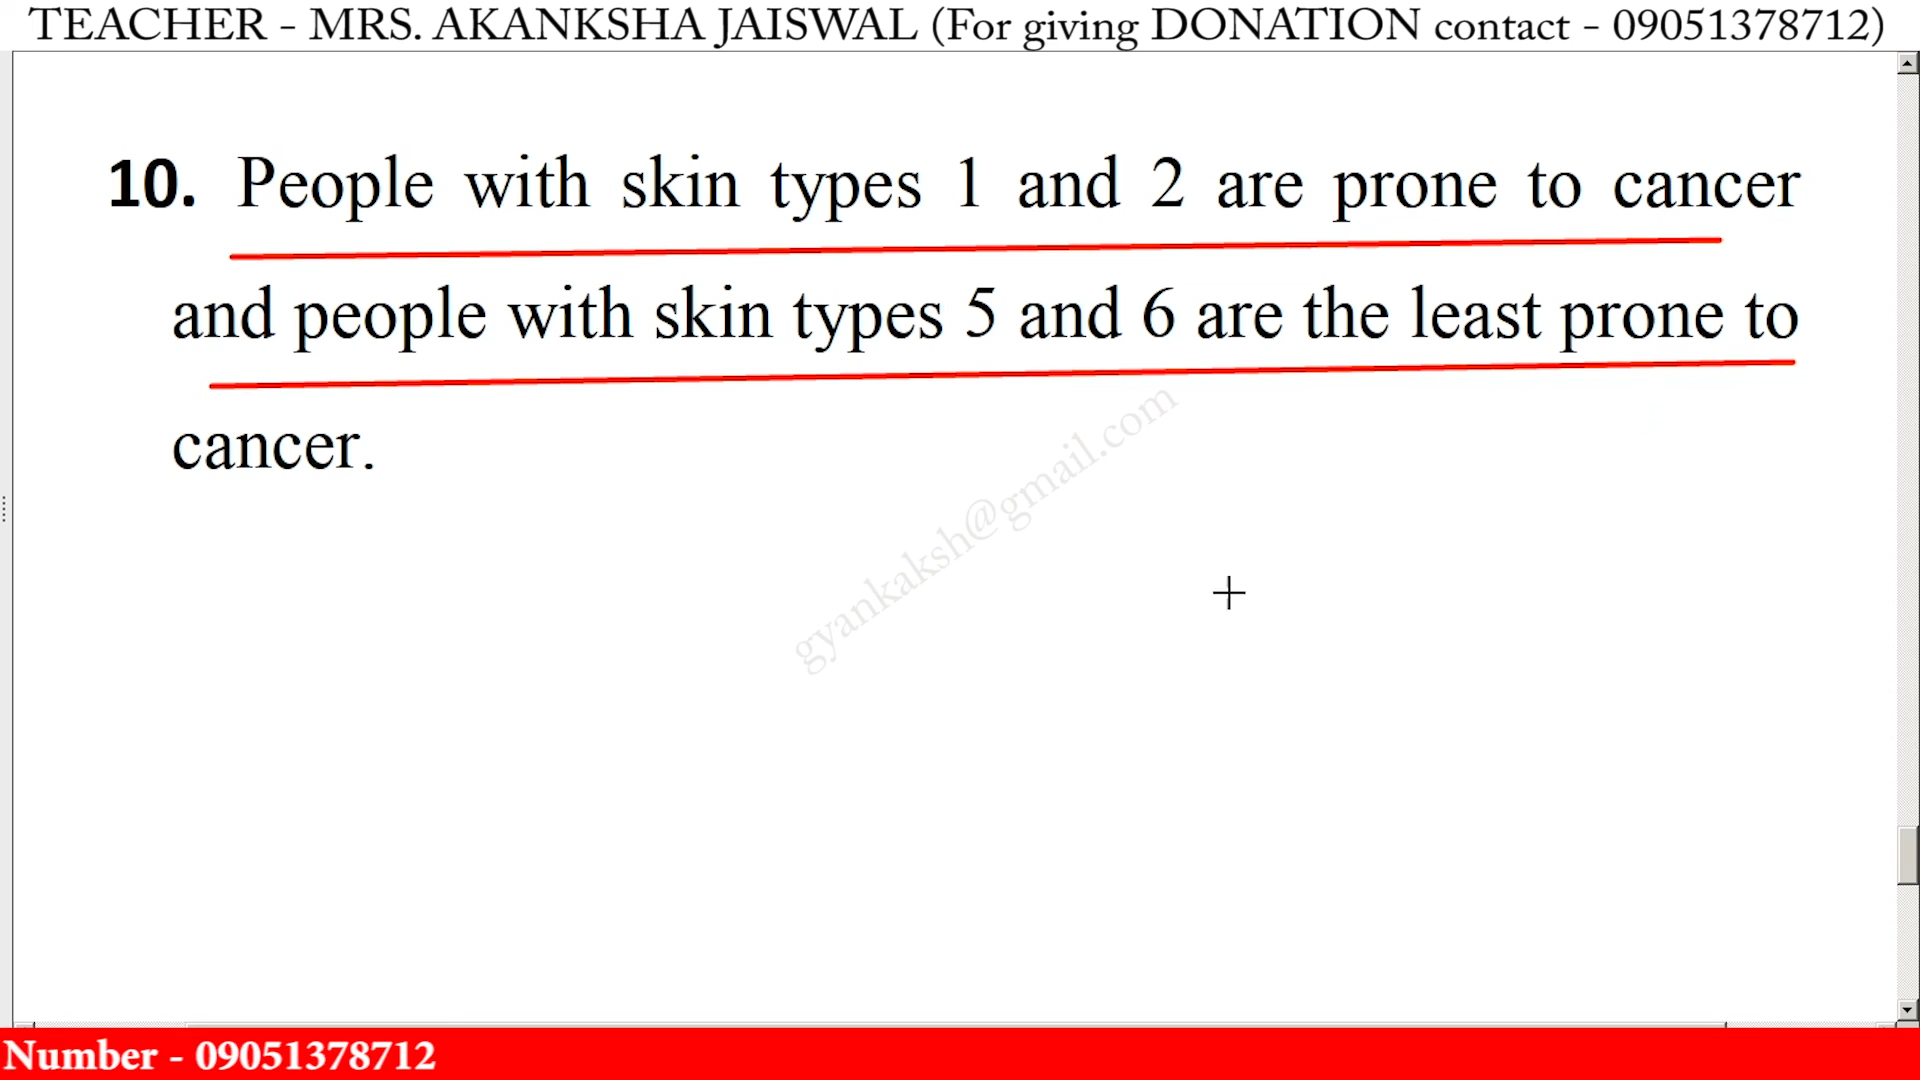 TEACHER - MRS. AKANKSHA JAISWAL (For giving DONATION contact - 09051378712)
10. People with skin types 1 and 2 are prone to cancer
and people with skin types 5 and 6 are the least prone to
cancer.
gyankaksh@gmail.com
Number - 09051378712